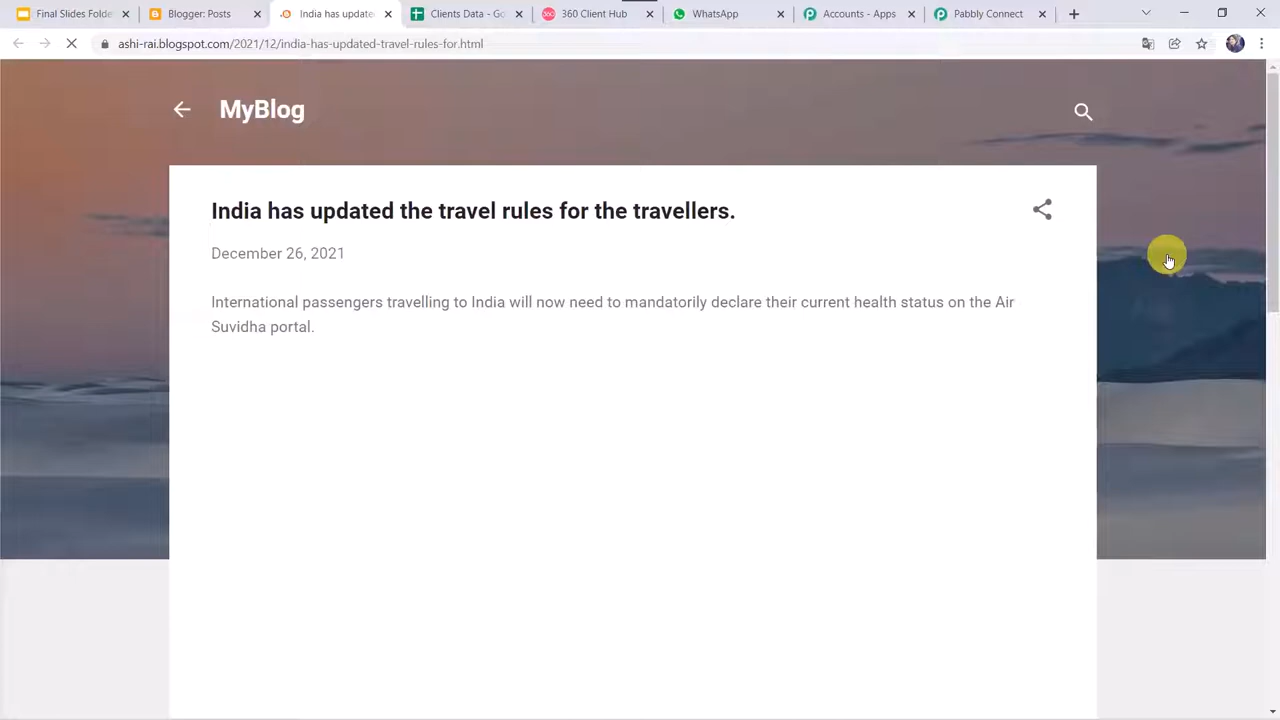 Final Slides Folde
Blogger: Posts
India has update
Clients Data - Go
360 Client Hub
WhatsApp
Accounts - Apps
Pabbly Connect
ashi-rai.blogspot.com/2021/12/india-has-updated-travel-rules-for.html
MyBlog
India has updated the travel rules for the travellers.
December 26, 2021
International passengers travelling to India will now need to mandatorily declare their current health status on the Air
Suvidha portal.